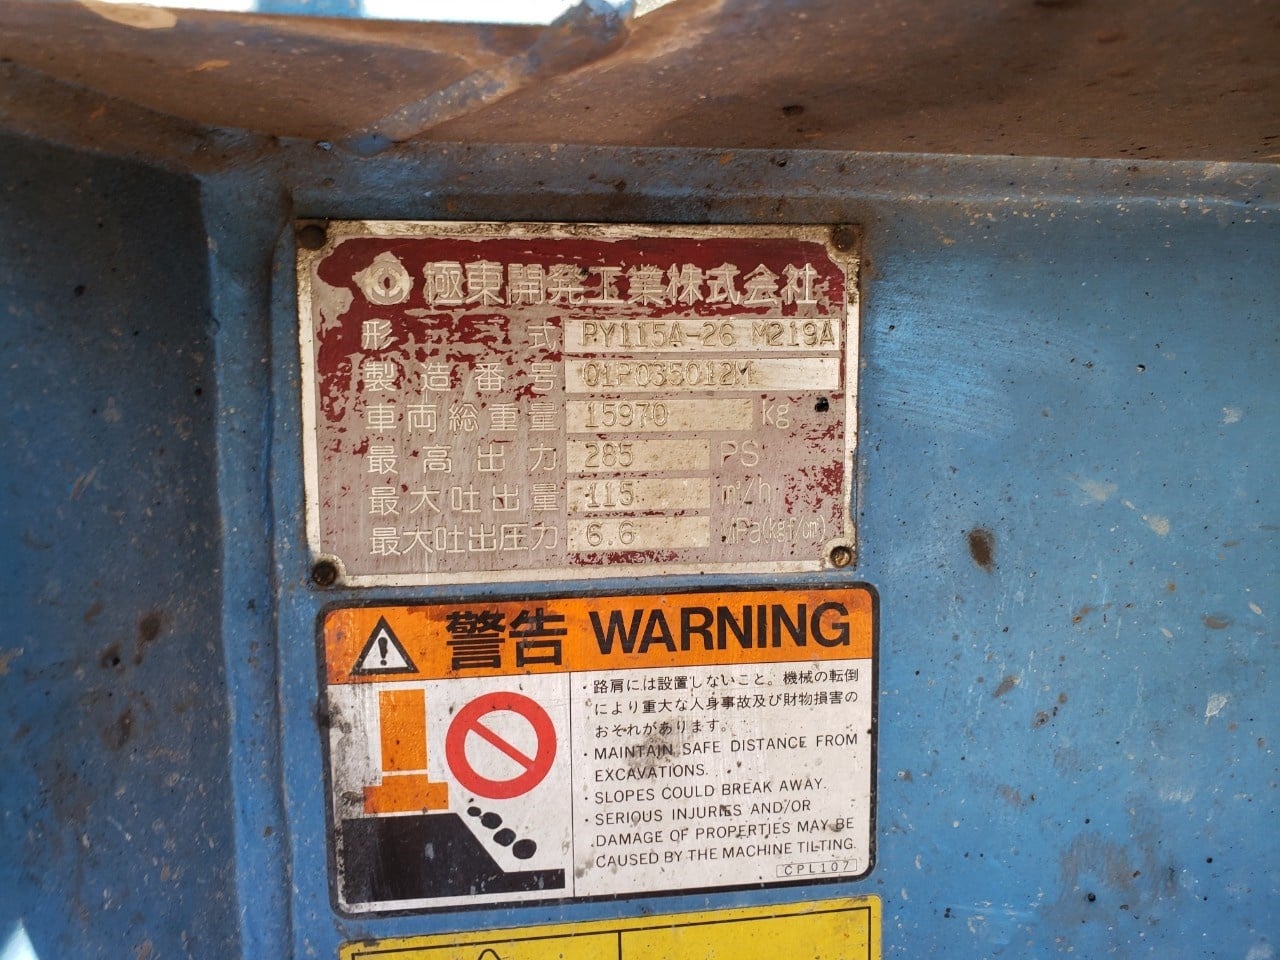 極東開発工業株式会社
形式 PY115A-26 M219A
製造番号 01P035012M
車両総重量 15970 kg
最高出力 285 PS
最大吐出量 115 m³/h
最大吐出圧力 6.6 MPa(kgf/cm²)
警告 WARNING
・路肩には設置しないこと。機械の転倒
により重大な人身事故及び財物損害の
おそれがあります。
・MAINTAIN SAFE DISTANCE FROM
EXCAVATIONS.
・SLOPES COULD BREAK AWAY.
・SERIOUS INJURIES AND/OR
DAMAGE OF PROPERTIES MAY BE
CAUSED BY THE MACHINE TILTING.
CPL107